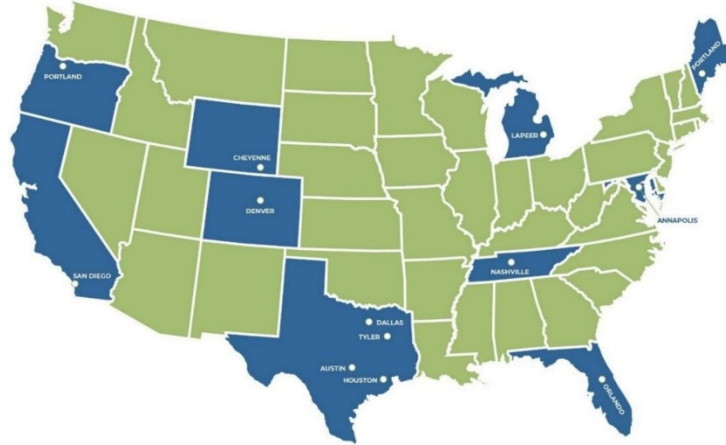 PORTLAND
PORTLAND
LAPEER
CHEYENNE
DENVER
ANNAPOLIS
SAN DIEGO
NASHVILLE
DALLAS
TYLER
AUSTIN
HOUSTON
ORLANDO